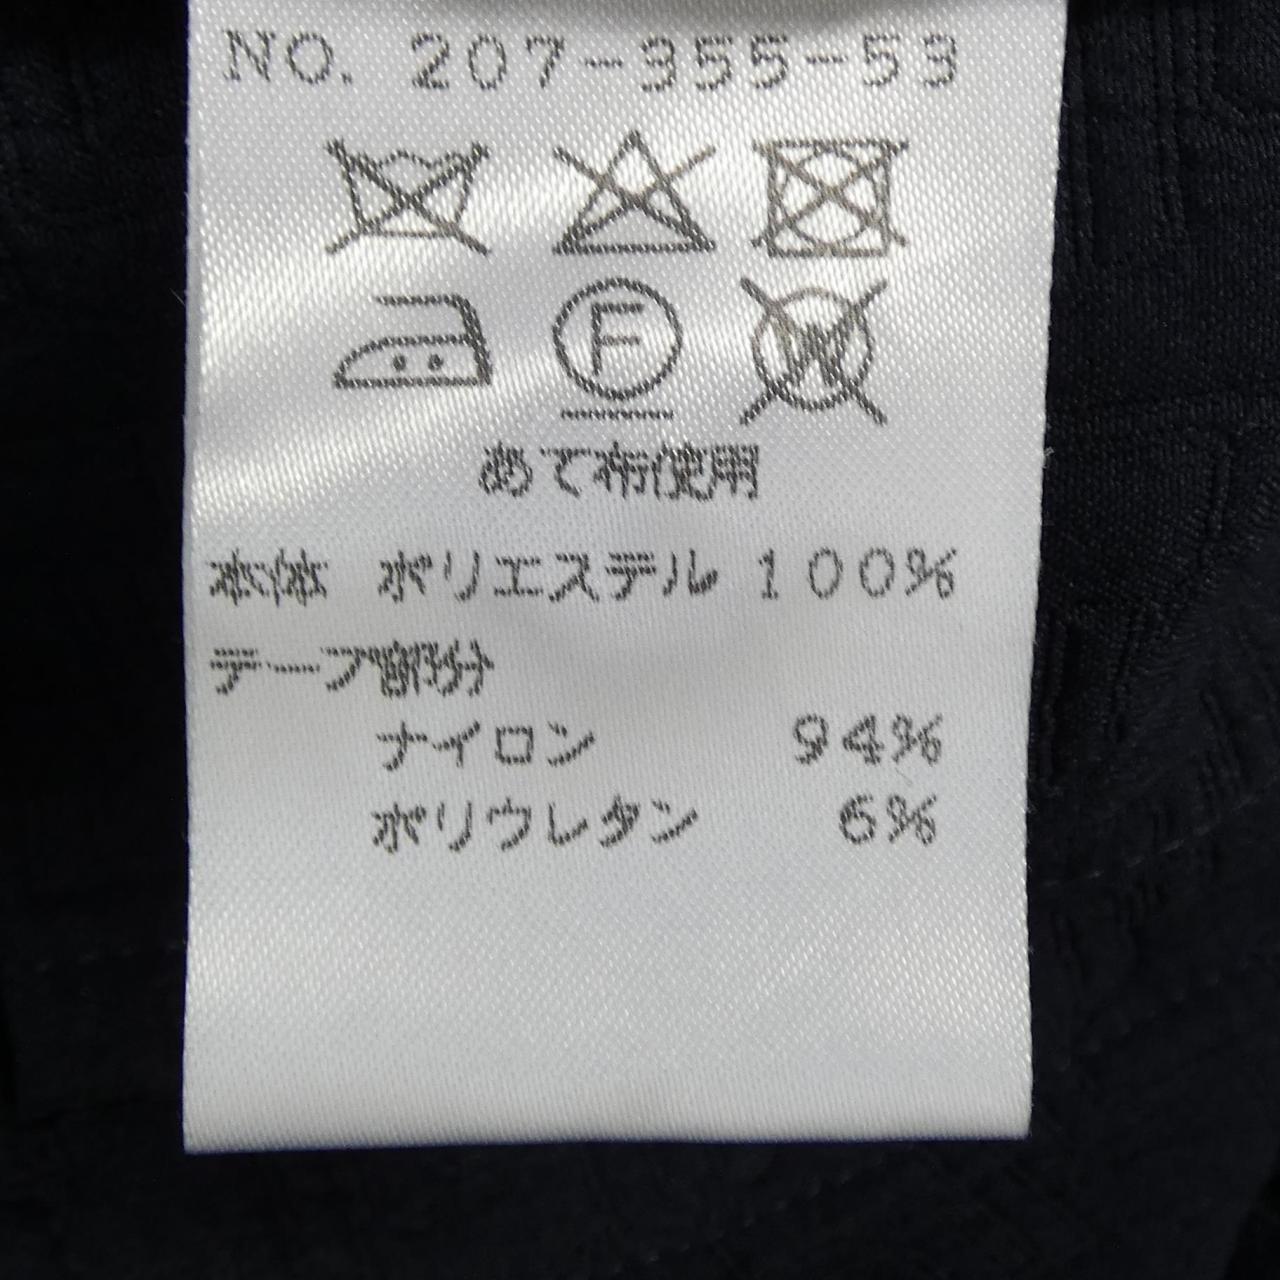 NO. 207-355-53
F
W
あて布使用
本体 ポリエステル 100%
テープ部分
ナイロン 94%
ポリウレタン 6%